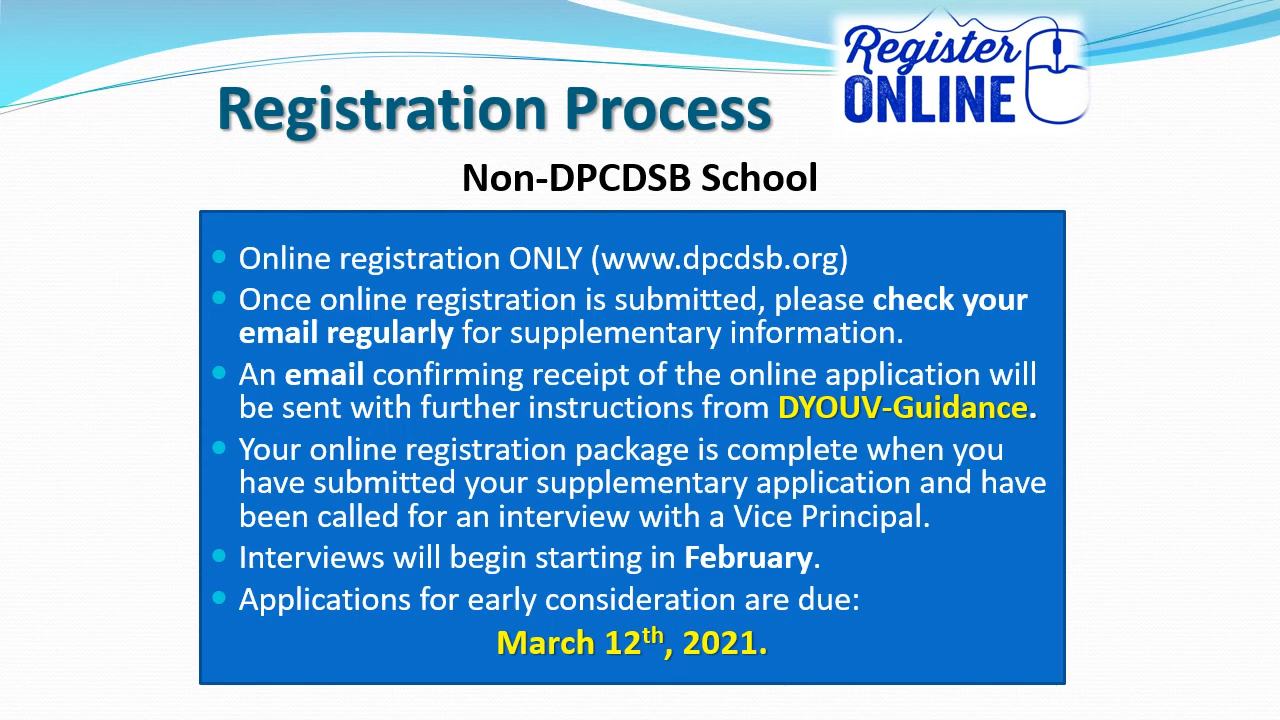 Register
ONLINE
Registration Process
Non-DPCDSB School
• Online registration ONLY (www.dpcdsb.org)
• Once online registration is submitted, please check your
email regularly for supplementary information.
• An email confirming receipt of the online application will
be sent with further instructions from DYOUV-Guidance.
• Your online registration package is complete when you
have submitted your supplementary application and have
been called for an interview with a Vice Principal.
• Interviews will begin starting in February.
• Applications for early consideration are due:
March 12th, 2021.